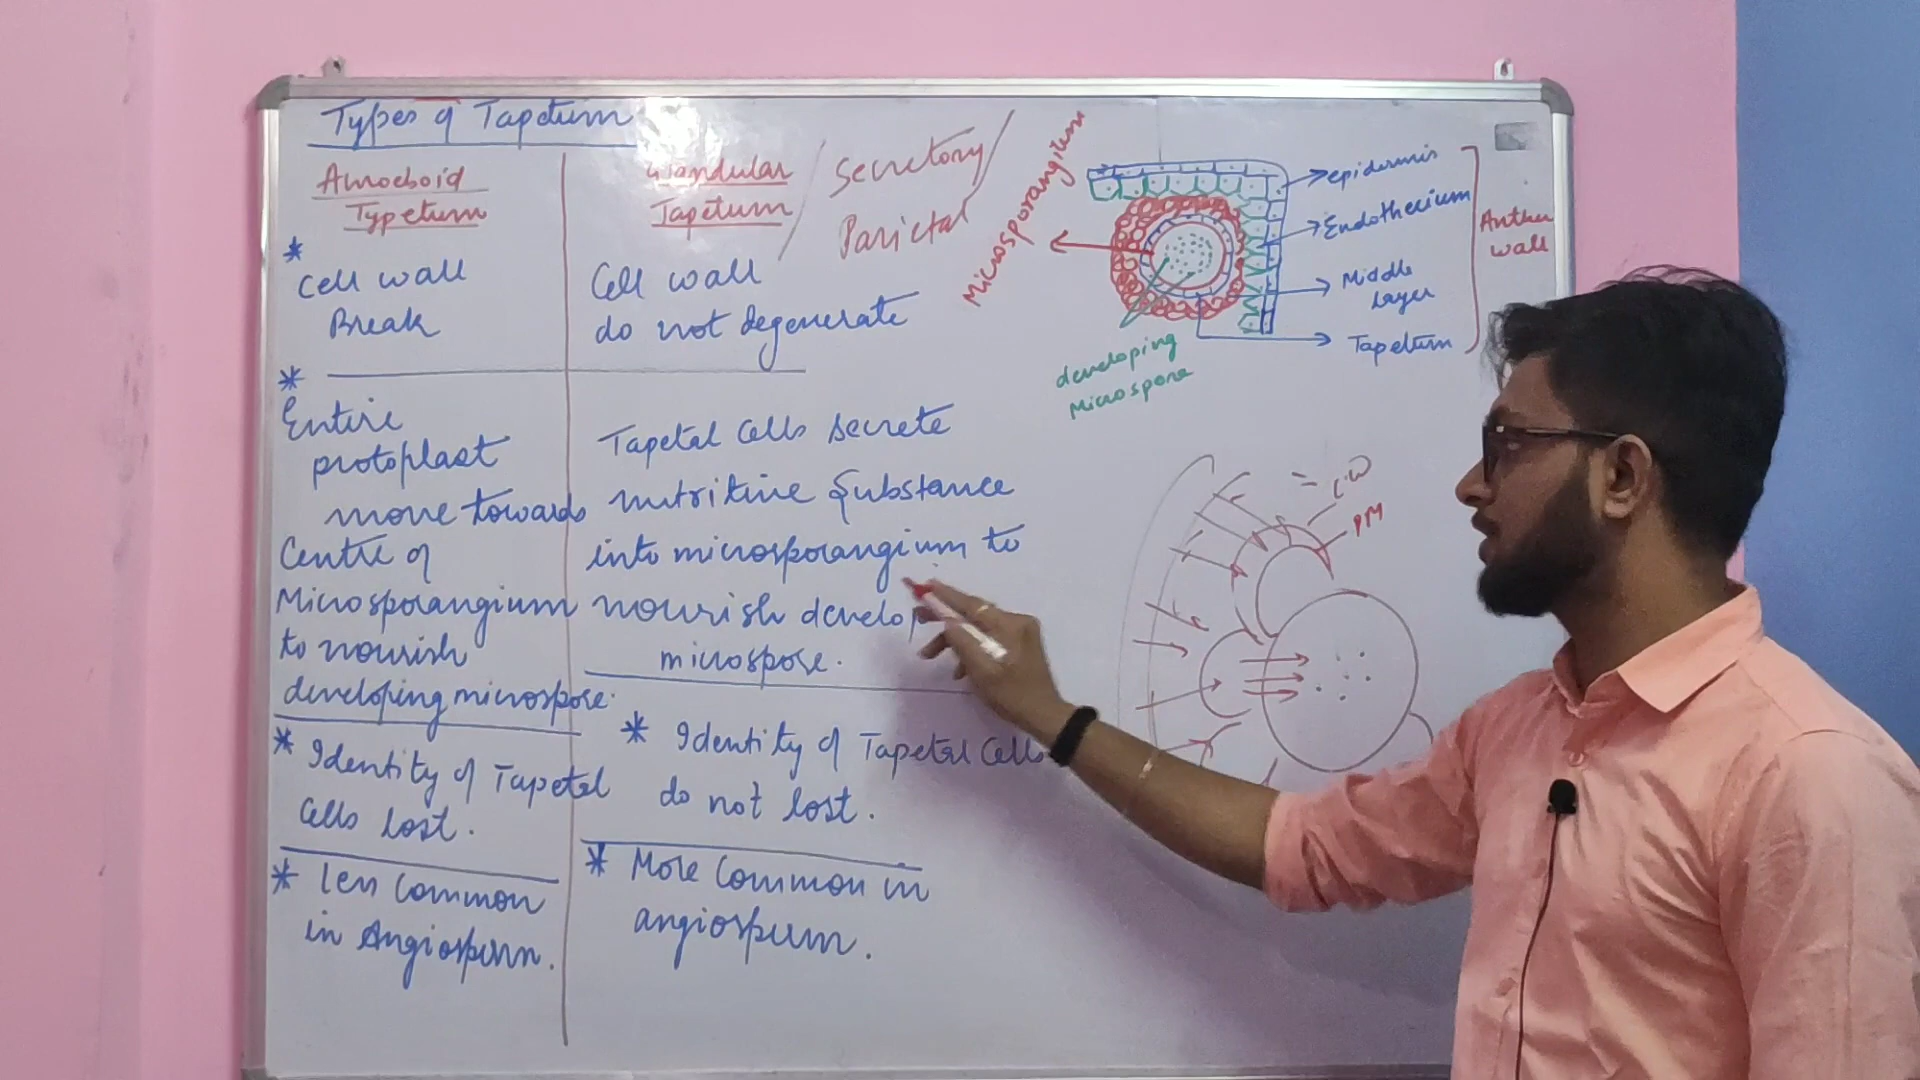 Types of Tapetum
Amoeboid
Typetum
Glandular
Tapetum
Secretory/
Parietal
*
Cell wall
Break
Cell wall
do not degenerate
*
Entire
protoplast
move towards
Centre of
Microsporangium
to nourish
developing microspore.
Tapetal Cells secrete
nutritive Substance
into microsporangium to
nourish develop
microspore.
* Identity of Tapetal
Cells lost.
* Identity of Tapetal Cells
do not lost.
* Less Common
in Angiosperm.
* More Common in
angiosperm.
Microsporangium
epidermis
Endothecium
Middle
Layer
Tapetum
Anther
wall
developing
Microspore
C.W
PM